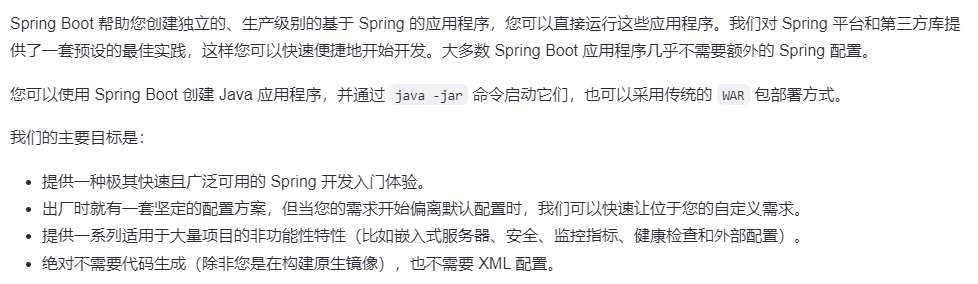 Spring Boot 帮助您创建独立的、生产级别的基于 Spring 的应用程序，您可以直接运行这些应用程序。我们对 Spring 平台和第三方库提
供了一套预设的最佳实践，这样您可以快速便捷地开始开发。大多数 Spring Boot 应用程序几乎不需要额外的 Spring 配置。
您可以使用 Spring Boot 创建 Java 应用程序，并通过 java -jar 命令启动它们，也可以采用传统的 WAR 包部署方式。
我们的主要目标是：
• 提供一种极其快速且广泛可用的 Spring 开发入门体验。
• 出厂时就有一套坚定的配置方案，但当您的需求开始偏离默认配置时，我们可以快速让位于您的自定义需求。
• 提供一系列适用于大量项目的非功能性特性（比如嵌入式服务器、安全、监控指标、健康检查和外部配置）。
• 绝对不需要代码生成（除非您是在构建原生镜像），也不需要 XML 配置。